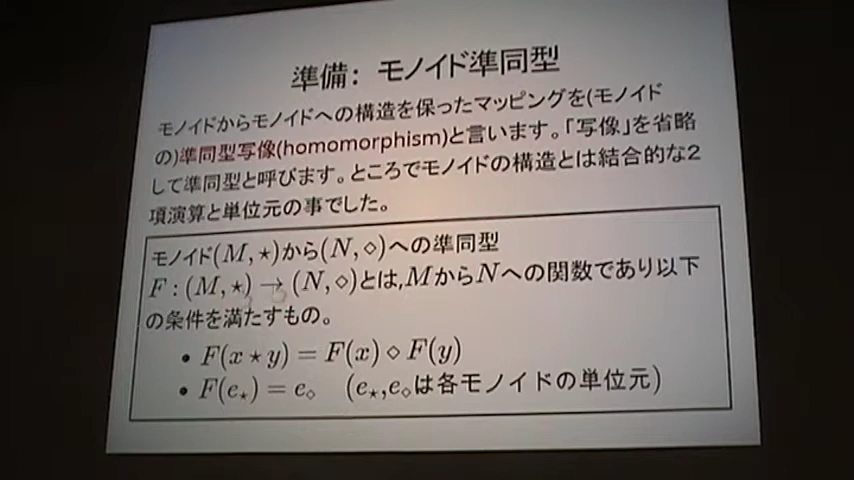 準備: モノイド準同型
モノイドからモノイドへの構造を保ったマッピングを(モノイド
の)準同型写像(homomorphism)と言います。「写像」を省略
して準同型と呼びます。ところでモノイドの構造とは結合的な2
項演算と単位元の事でした。
モノイド(M,⋆)から(N,⋄)への準同型
F : (M,⋆) → (N,⋄)とは,MからNへの関数であり以下
の条件を満たすもの。
• F(x ⋆ y) = F(x) ⋄ F(y)
• F(e⋆) = e⋄ (e⋆,e⋄は各モノイドの単位元)